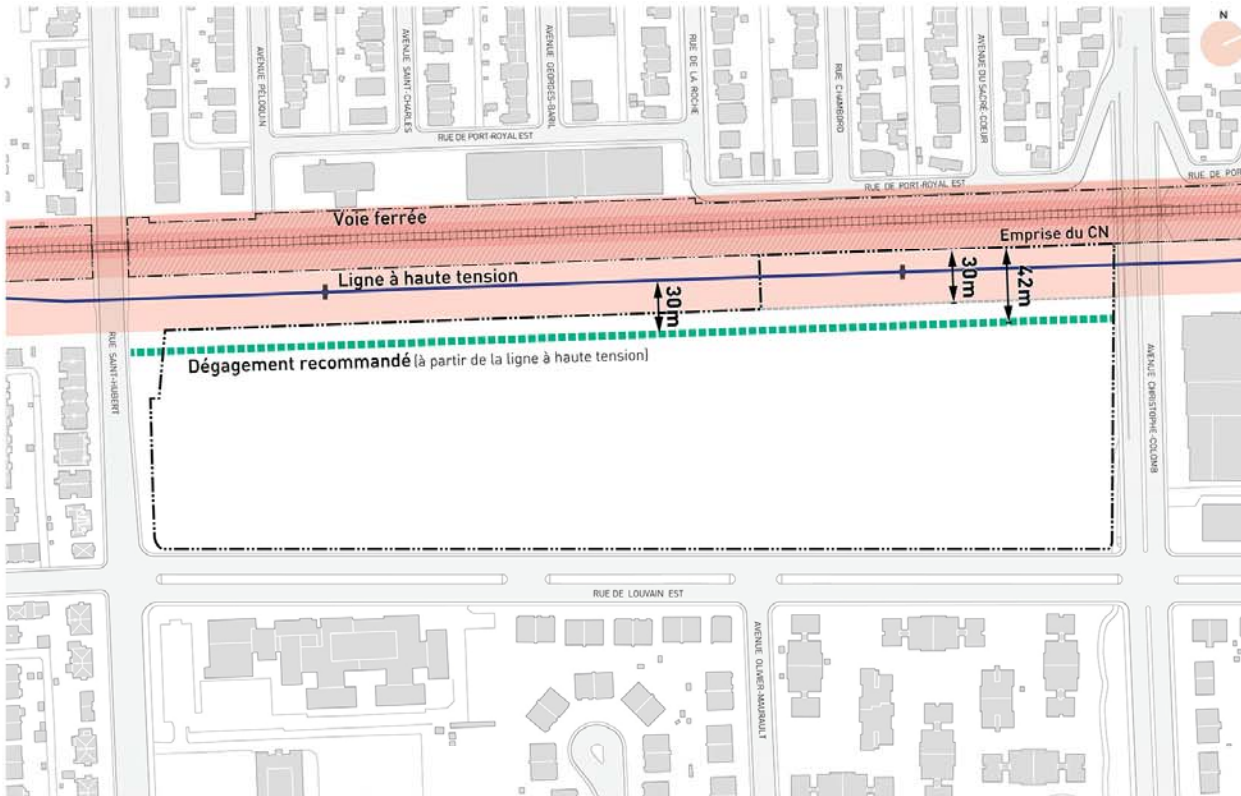 N
AVENUE PÉLOQUIN
AVENUE SAINT-CHARLES
AVENUE GEORGES-BARIL
RUE DE LA ROCHE
RUE CHAMBORD
AVENUE DU SACRÉ-COEUR
RUE DE PORT-ROYAL EST
RUE DE PORT-ROYAL EST
RUE DE POR
Voie ferrée
Emprise du CN
Ligne à haute tension
30m
30m
42m
Dégagement recommandé (à partir de la ligne à haute tension)
RUE SAINT-HUBERT
AVENUE CHRISTOPHE-COLOMB
RUE DE LOUVAIN EST
AVENUE OLIVIER-MAURAULT